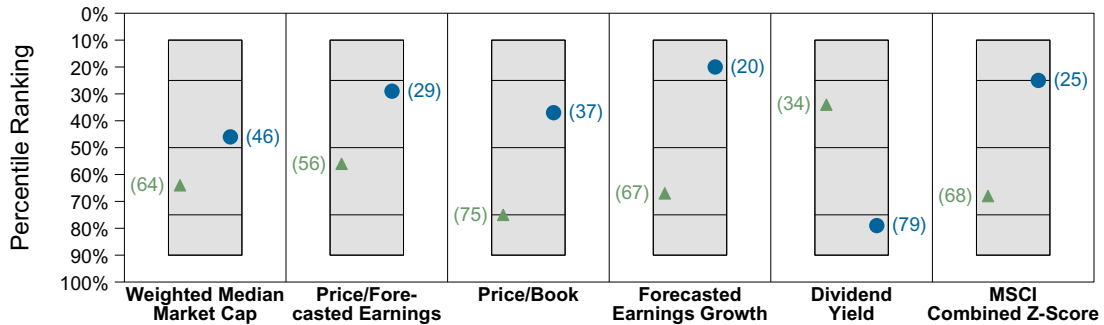 Percentile Ranking
0%
10%
20%
30%
40%
50%
60%
70%
80%
90%
100%
(64)
(46)
(56)
(29)
(75)
(37)
(67)
(20)
(34)
(79)
(68)
(25)
Weighted Median
Market Cap
Price/Fore-
casted Earnings
Price/Book
Forecasted
Earnings Growth
Dividend
Yield
MSCI
Combined Z-Score